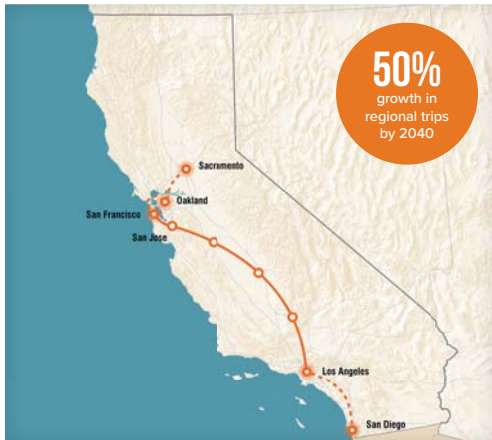 50%
growth in
regional trips
by 2040
Sacramento
Oakland
San Francisco
San Jose
Los Angeles
San Diego